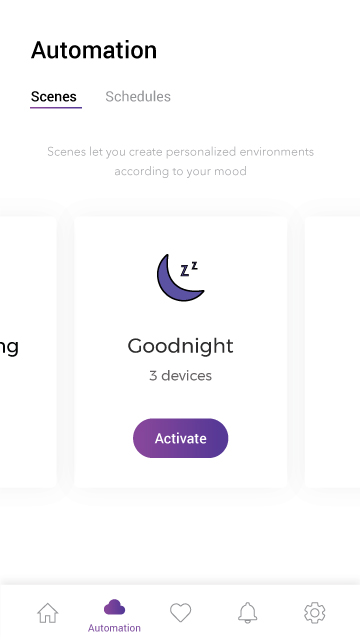 Automation
Scenes Schedules
Scenes let you create personalized environments
according to your mood
z z
ng
Goodnight
3 devices
Activate
Automation